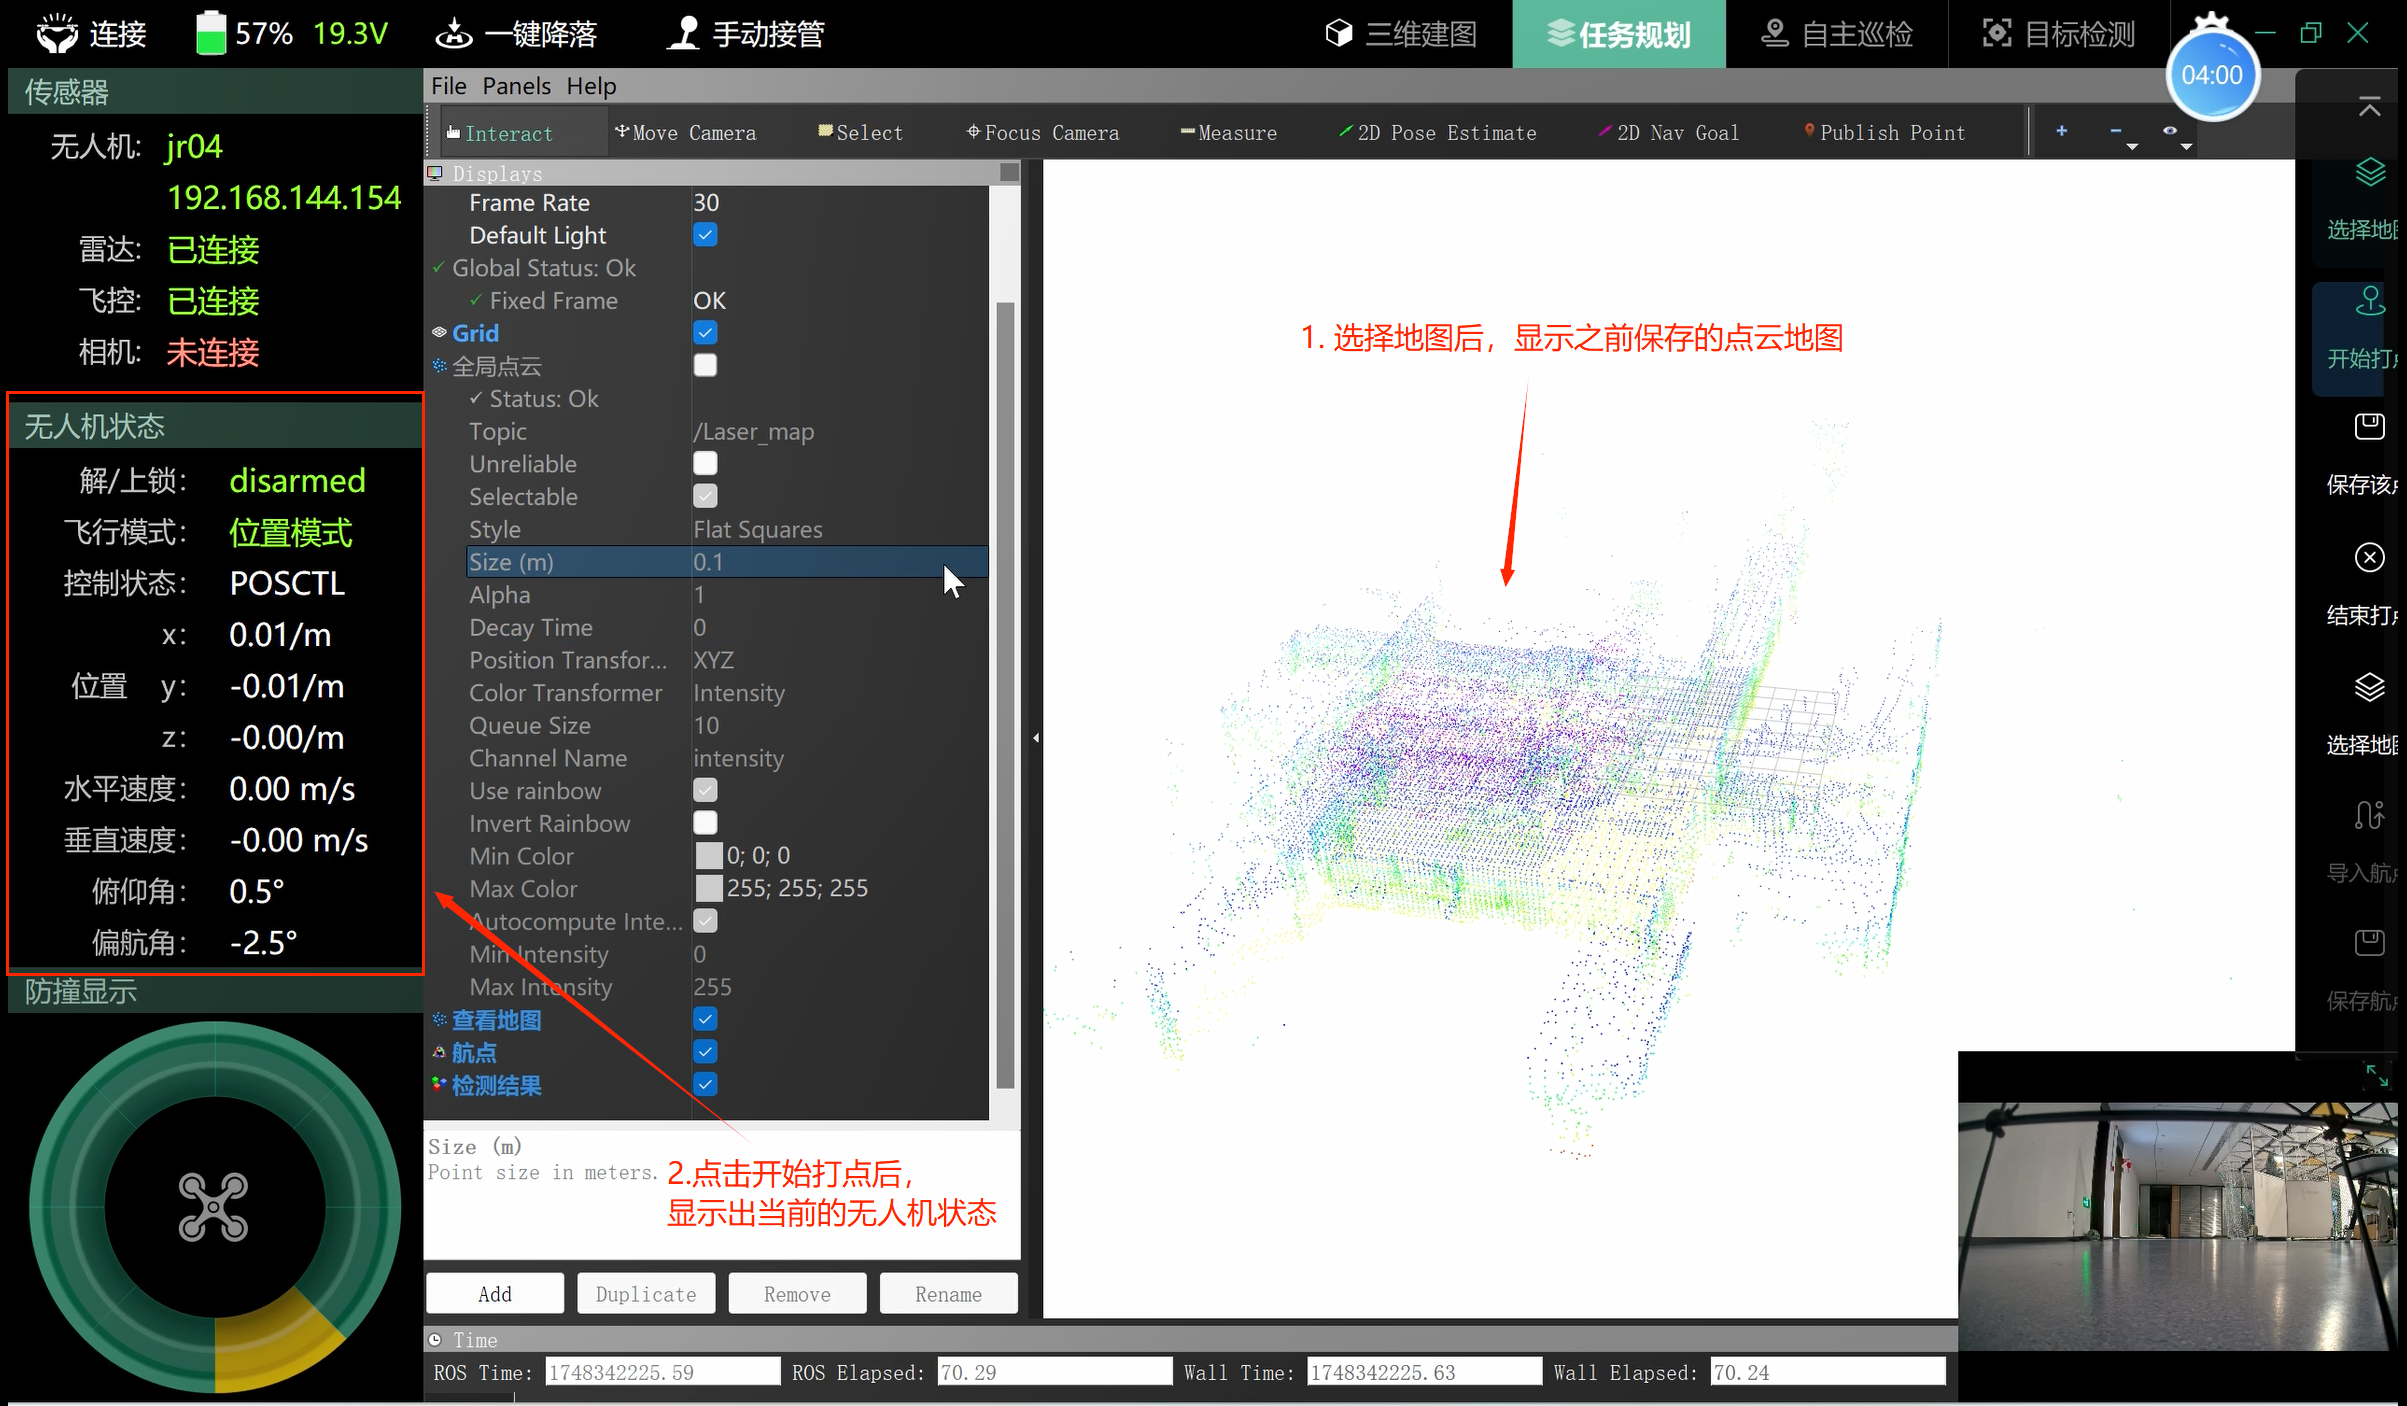 连接
57%
19.3V
一键降落
手动接管
三维建图
任务规划
自主巡检
目标检测
04:00
传感器
无人机: jr04
192.168.144.154
雷达: 已连接
飞控: 已连接
相机: 未连接
无人机状态
解/上锁: disarmed
飞行模式: 位置模式
控制状态: POSCTL
x: 0.01/m
位置 y: -0.01/m
z: -0.00/m
水平速度: 0.00 m/s
垂直速度: -0.00 m/s
俯仰角: 0.5°
偏航角: -2.5°
防撞显示
File Panels Help
Interact
Move Camera
Select
Focus Camera
Measure
2D Pose Estimate
2D Nav Goal
Publish Point
Displays
Frame Rate 30
Default Light
Global Status: Ok
Fixed Frame OK
Grid
全局点云
Status: Ok
Topic /Laser_map
Unreliable
Selectable
Style Flat Squares
Size (m) 0.1
Alpha 1
Decay Time 0
Position Transfor... XYZ
Color Transformer Intensity
Queue Size 10
Channel Name intensity
Use rainbow
Invert Rainbow
Min Color 0; 0; 0
Max Color 255; 255; 255
Autocompute Inte...
Min Intensity 0
Max Intensity 255
查看地图
航点
检测结果
Size (m)
Point size in meters.
2.点击开始打点后，
显示出当前的无人机状态
Add
Duplicate
Remove
Rename
1. 选择地图后，显示之前保存的点云地图
选择地
开始打
保存该
结束打
选择地
导入航
保存航
Time
ROS Time: 1748342225.59
ROS Elapsed: 70.29
Wall Time: 1748342225.63
Wall Elapsed: 70.24